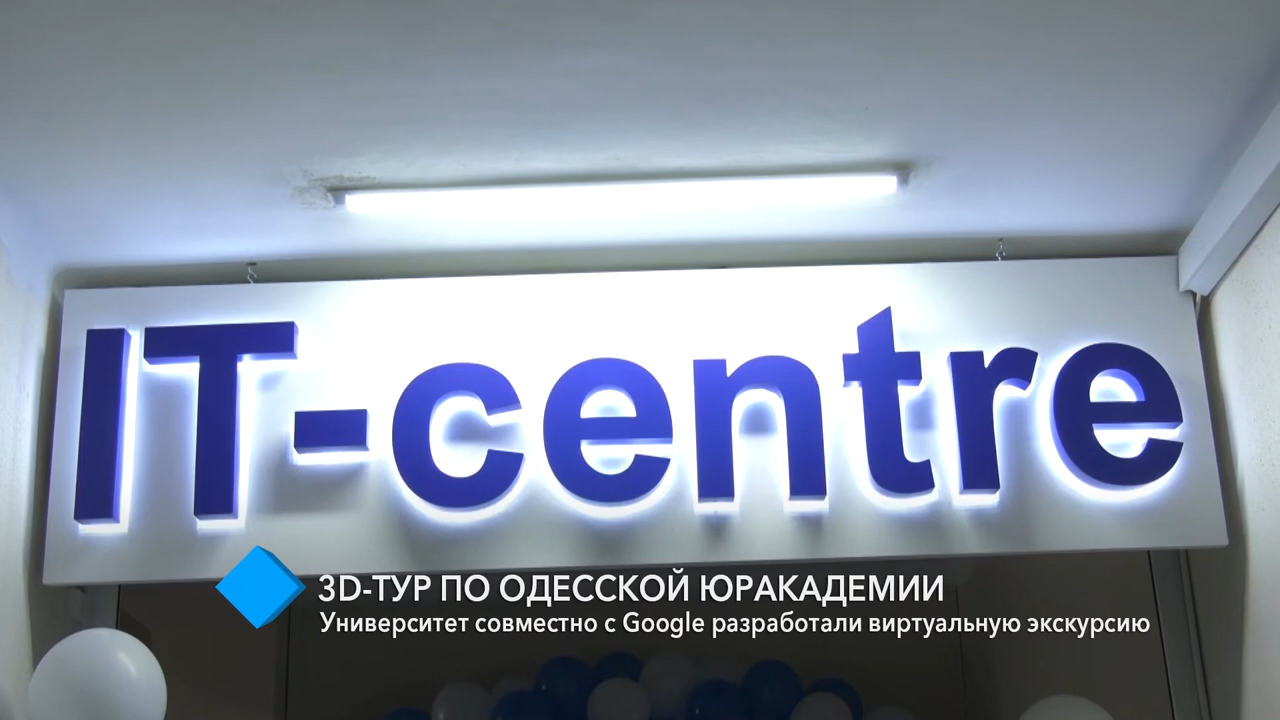 IT-centre
3D-ТУР ПО ОДЕССКОЙ ЮРАКАДЕМИИ
Университет совместно с Google разработали виртуальную экскурсию